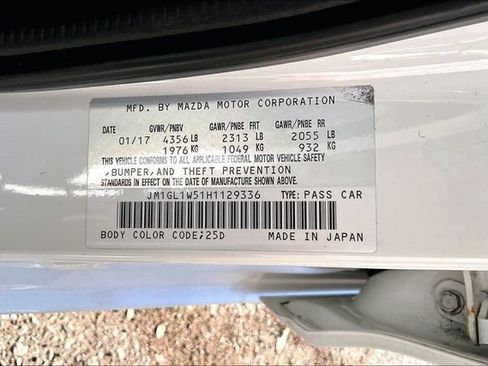 MFD. BY MAZDA MOTOR CORPORATION
DATE GVWR/PNBV GAWR/PNBE FRT GAWR/PNBE RR
01/17 4356 LB 2313 LB 2055 LB
1976 KG 1049 KG 932 KG
THIS VEHICLE CONFORMS TO ALL APPLICABLE FEDERAL MOTOR VEHICLE SAFETY
,BUMPER,AND THEFT PREVENTION
STANDARDS IN EFFECT ON THE DATE OF MANUFACTURE SHOWN ABOVE.
JM1GL1W51H1129336 TYPE: PASS CAR
BODY COLOR CODE;25D MADE IN JAPAN